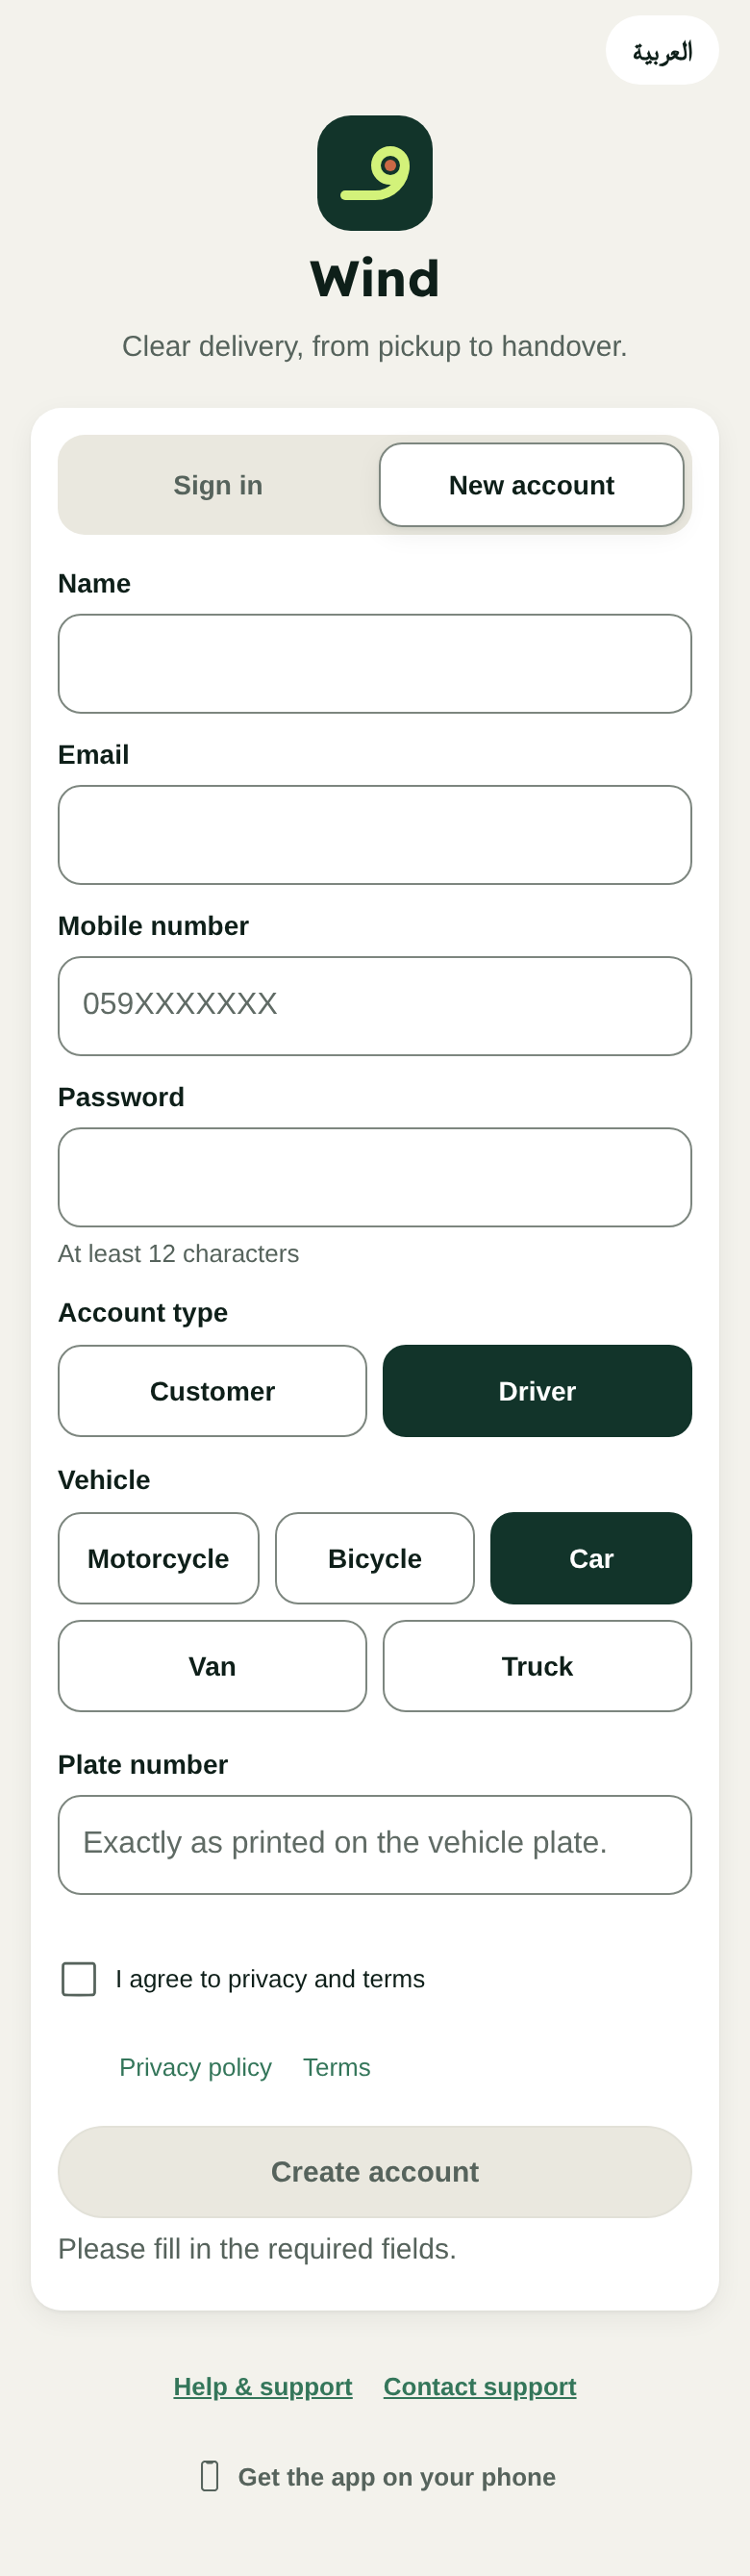 العربية
Wind
Clear delivery, from pickup to handover.
Sign in
New account
Name
Email
Mobile number
059XXXXXXX
Password
At least 12 characters
Account type
Customer
Driver
Vehicle
Motorcycle
Bicycle
Car
Van
Truck
Plate number
Exactly as printed on the vehicle plate.
I agree to privacy and terms
Privacy policy
Terms
Create account
Please fill in the required fields.
Help & support
Contact support
Get the app on your phone